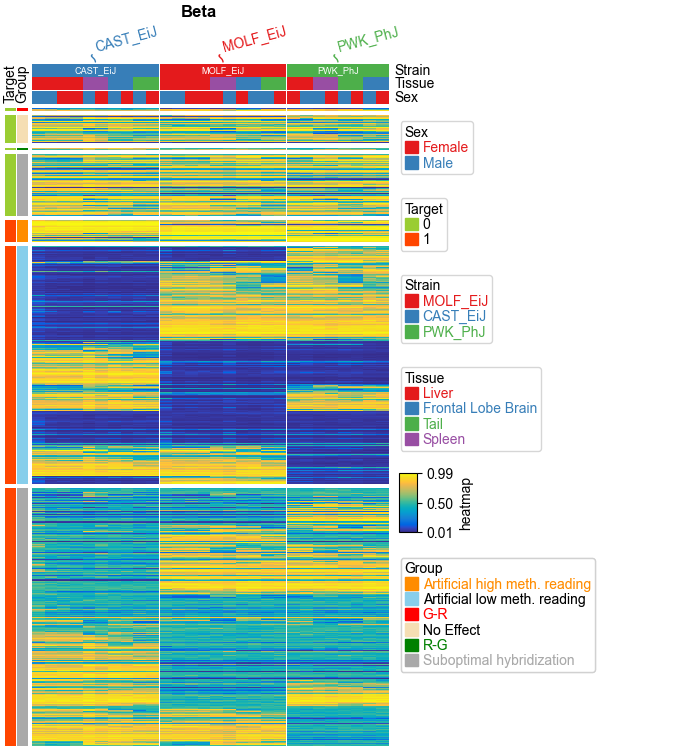 Beta
CAST_EiJ
MOLF_EiJ
PWK_PhJ
Target
Group
CAST_EiJ
MOLF_EiJ
PWK_PhJ
Strain
Tissue
Sex
Sex
Female
Male
Target
0
1
Strain
MOLF_EiJ
CAST_EiJ
PWK_PhJ
Tissue
Liver
Frontal Lobe Brain
Tail
Spleen
0.99
0.50
0.01
heatmap
Group
Artificial high meth. reading
Artificial low meth. reading
G-R
No Effect
R-G
Suboptimal hybridization